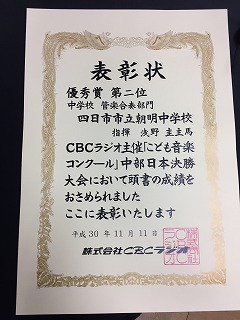 表彰状
優秀賞 第二位
中学校 管楽合奏部門
四日市市立朝明中学校
指揮 浅野 圭主馬
CBCラジオ主催「こども音楽
コンクール」中部日本決勝
大会において頭書の成績を
おさめられました
ここに表彰いたします
平成30年11月11日
株式会社CBCラジオ